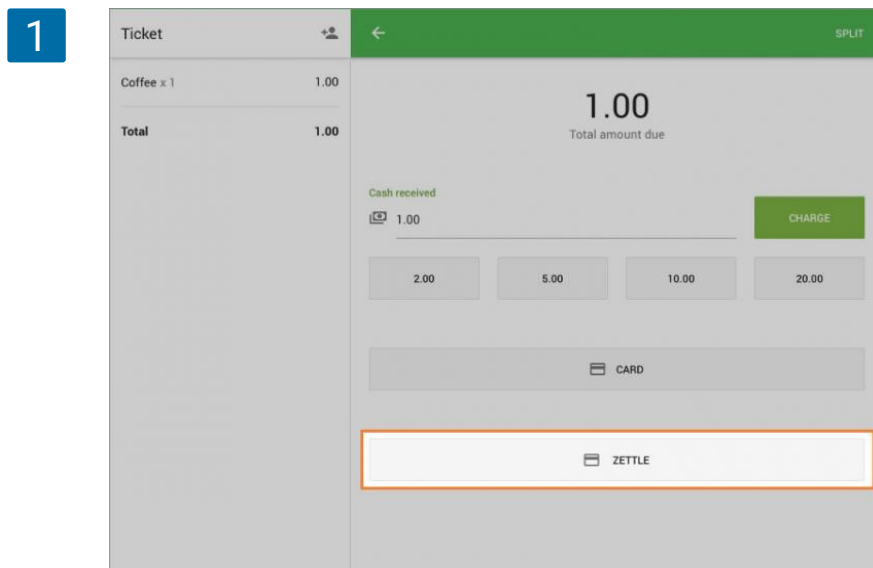 1
Ticket
SPLIT
Coffee x 1 1.00
Total 1.00
1.00
Total amount due
Cash received
1.00
CHARGE
2.00 5.00 10.00 20.00
CARD
ZETTLE